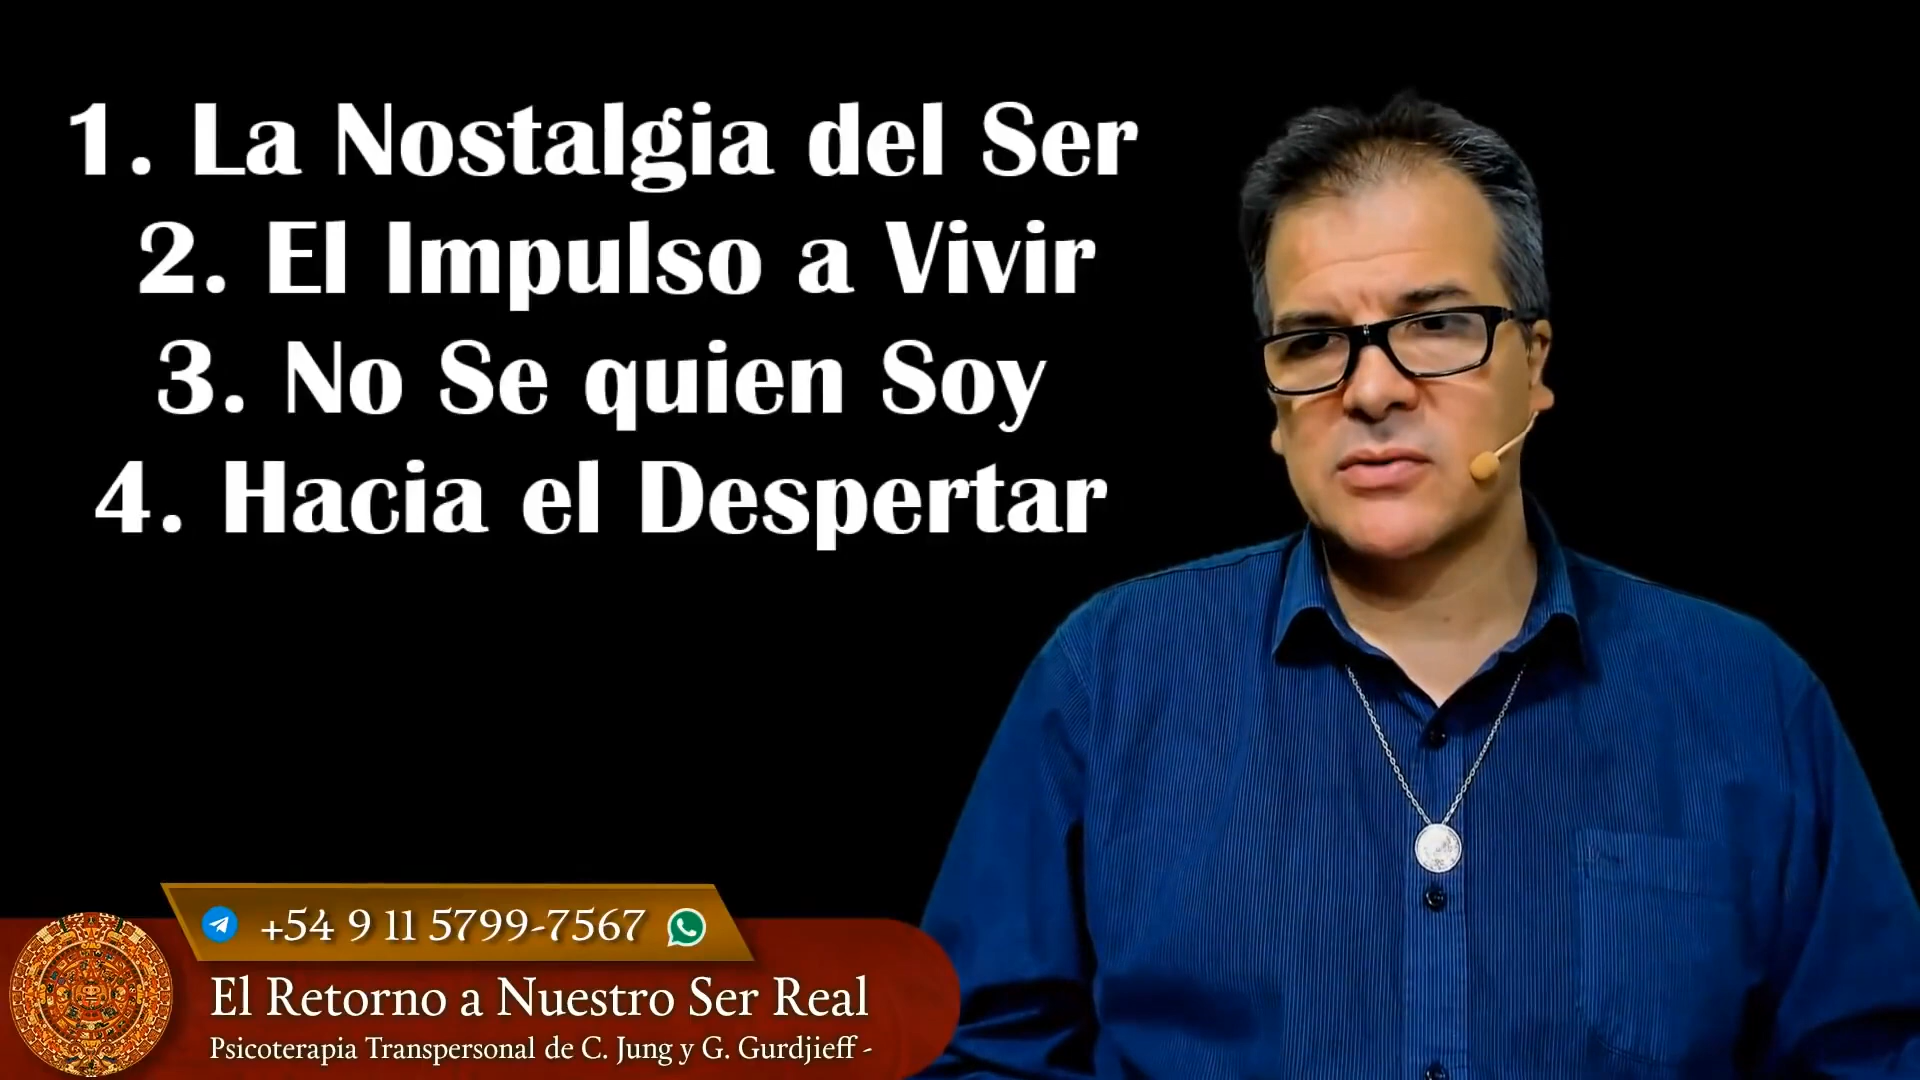 1. La Nostalgia del Ser
2. El Impulso a Vivir
3. No Se quien Soy
4. Hacia el Despertar
+54 9 11 5799-7567
El Retorno a Nuestro Ser Real
Psicoterapia Transpersonal de C. Jung y G. Gurdjieff -